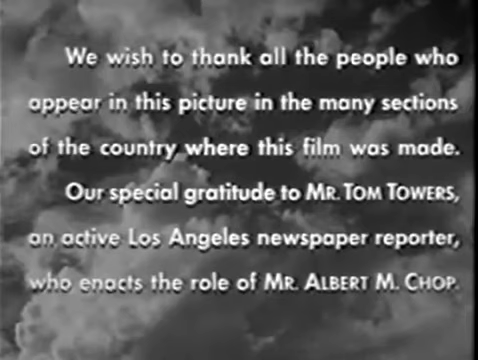 We wish to thank all the people who
appear in this picture in the many sections
of the country where this film was made.
Our special gratitude to MR. TOM TOWERS,
an active Los Angeles newspaper reporter,
who enacts the role of MR. ALBERT M. CHOP.